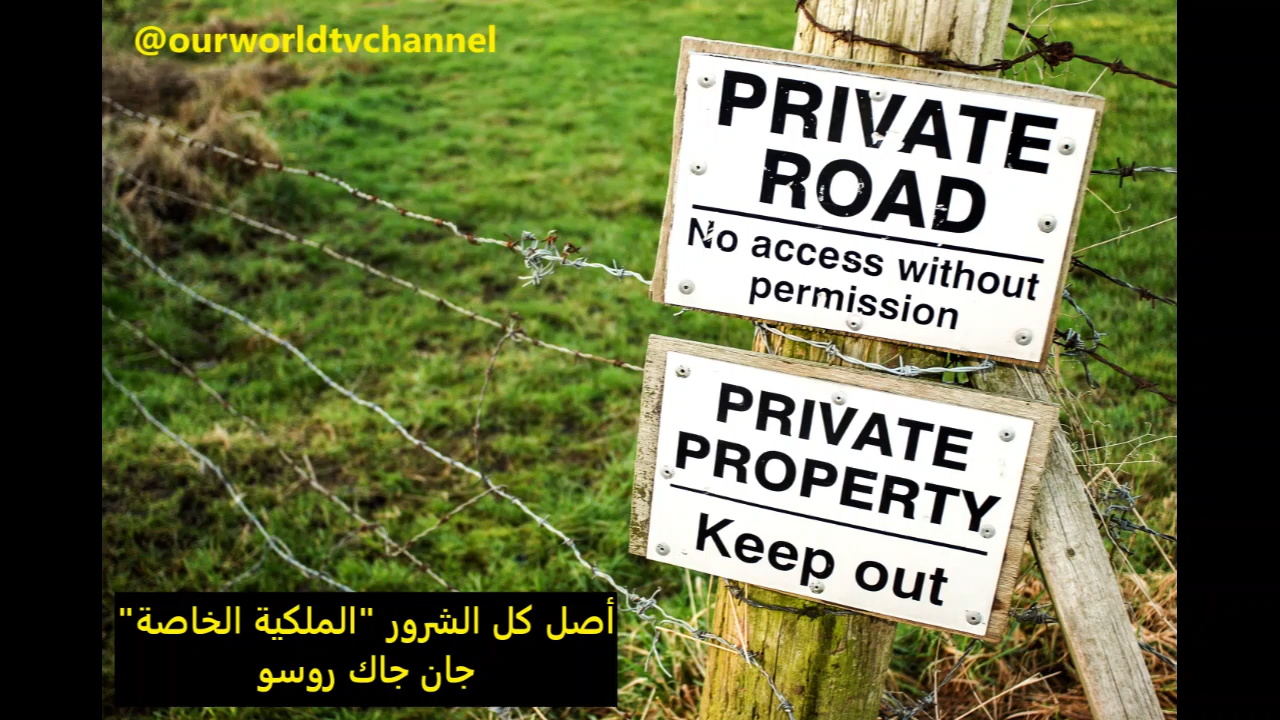 @ourworldtvchannel
PRIVATE
ROAD
No access without
permission
PRIVATE
PROPERTY
Keep out
أصل كل الشرور "الملكية الخاصة"
جان جاك روسو